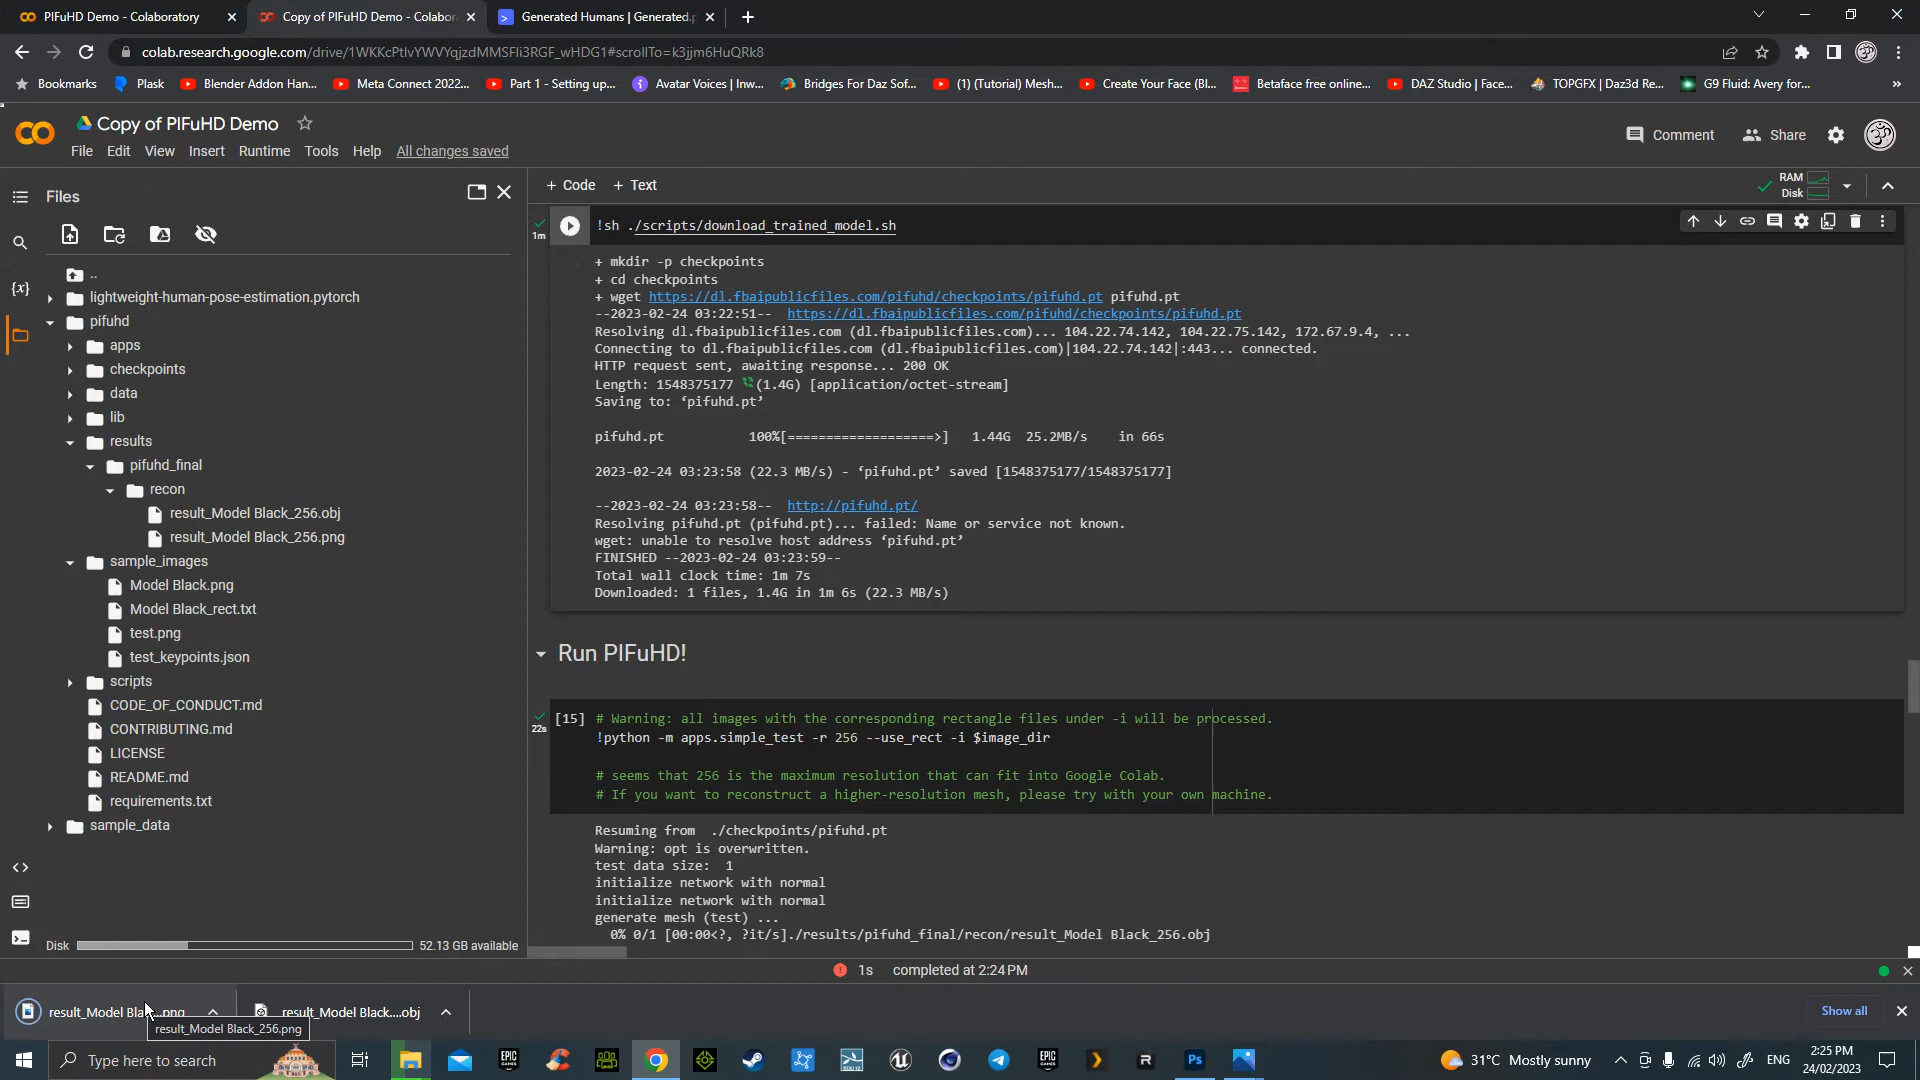 PIFuHD Demo - Colaboratory
Copy of PIFuHD Demo - Colabor
Generated Humans | Generated.p
colab.research.google.com/drive/1WKKcPtlvYWVYqjzdMMSFli3RGF_wHDG1#scrollTo=k3jjm6HuQRk8
Bookmarks
Plask
Blender Addon Han...
Meta Connect 2022...
Part 1 - Setting up...
Avatar Voices | Inw...
Bridges For Daz Sof...
(1) (Tutorial) Mesh...
Create Your Face (Bl...
Betaface free online...
DAZ Studio | Face...
TOPGFX | Daz3d Re...
G9 Fluid: Avery for...
»
Copy of PIFuHD Demo
File Edit View Insert Runtime Tools Help All changes saved
Comment
Share
Files
+ Code + Text
RAM
Disk
..
lightweight-human-pose-estimation.pytorch
pifuhd
apps
checkpoints
data
lib
results
pifuhd_final
recon
result_Model Black_256.obj
result_Model Black_256.png
sample_images
Model Black.png
Model Black_rect.txt
test.png
test_keypoints.json
scripts
CODE_OF_CONDUCT.md
CONTRIBUTING.md
LICENSE
README.md
requirements.txt
sample_data
Disk
52.13 GB available
1m
!sh ./scripts/download_trained_model.sh
+ mkdir -p checkpoints
+ cd checkpoints
+ wget https://dl.fbaipublicfiles.com/pifuhd/checkpoints/pifuhd.pt pifuhd.pt
--2023-02-24 03:22:51-- https://dl.fbaipublicfiles.com/pifuhd/checkpoints/pifuhd.pt
Resolving dl.fbaipublicfiles.com (dl.fbaipublicfiles.com)... 104.22.74.142, 104.22.75.142, 172.67.9.4, ...
Connecting to dl.fbaipublicfiles.com (dl.fbaipublicfiles.com)|104.22.74.142|:443... connected.
HTTP request sent, awaiting response... 200 OK
Length: 1548375177 (1.4G) [application/octet-stream]
Saving to: ‘pifuhd.pt’
pifuhd.pt 100%[===================>] 1.44G 25.2MB/s in 66s
2023-02-24 03:23:58 (22.3 MB/s) - ‘pifuhd.pt’ saved [1548375177/1548375177]
--2023-02-24 03:23:58-- http://pifuhd.pt/
Resolving pifuhd.pt (pifuhd.pt)... failed: Name or service not known.
wget: unable to resolve host address ‘pifuhd.pt’
FINISHED --2023-02-24 03:23:59--
Total wall clock time: 1m 7s
Downloaded: 1 files, 1.4G in 1m 6s (22.3 MB/s)
Run PIFuHD!
22s
[15] # Warning: all images with the corresponding rectangle files under -i will be processed.
!python -m apps.simple_test -r 256 --use_rect -i $image_dir
# seems that 256 is the maximum resolution that can fit into Google Colab.
# If you want to reconstruct a higher-resolution mesh, please try with your own machine.
Resuming from ./checkpoints/pifuhd.pt
Warning: opt is overwritten.
test data size: 1
initialize network with normal
initialize network with normal
generate mesh (test) ...
0% 0/1 [00:00<?, ?it/s]./results/pifuhd_final/recon/result_Model Black_256.obj
1s completed at 2:24 PM
result_Model Bla...png
result_Model Black....obj
Show all
result_Model Black_256.png
Type here to search
31°C Mostly sunny
ENG
2:25 PM
24/02/2023